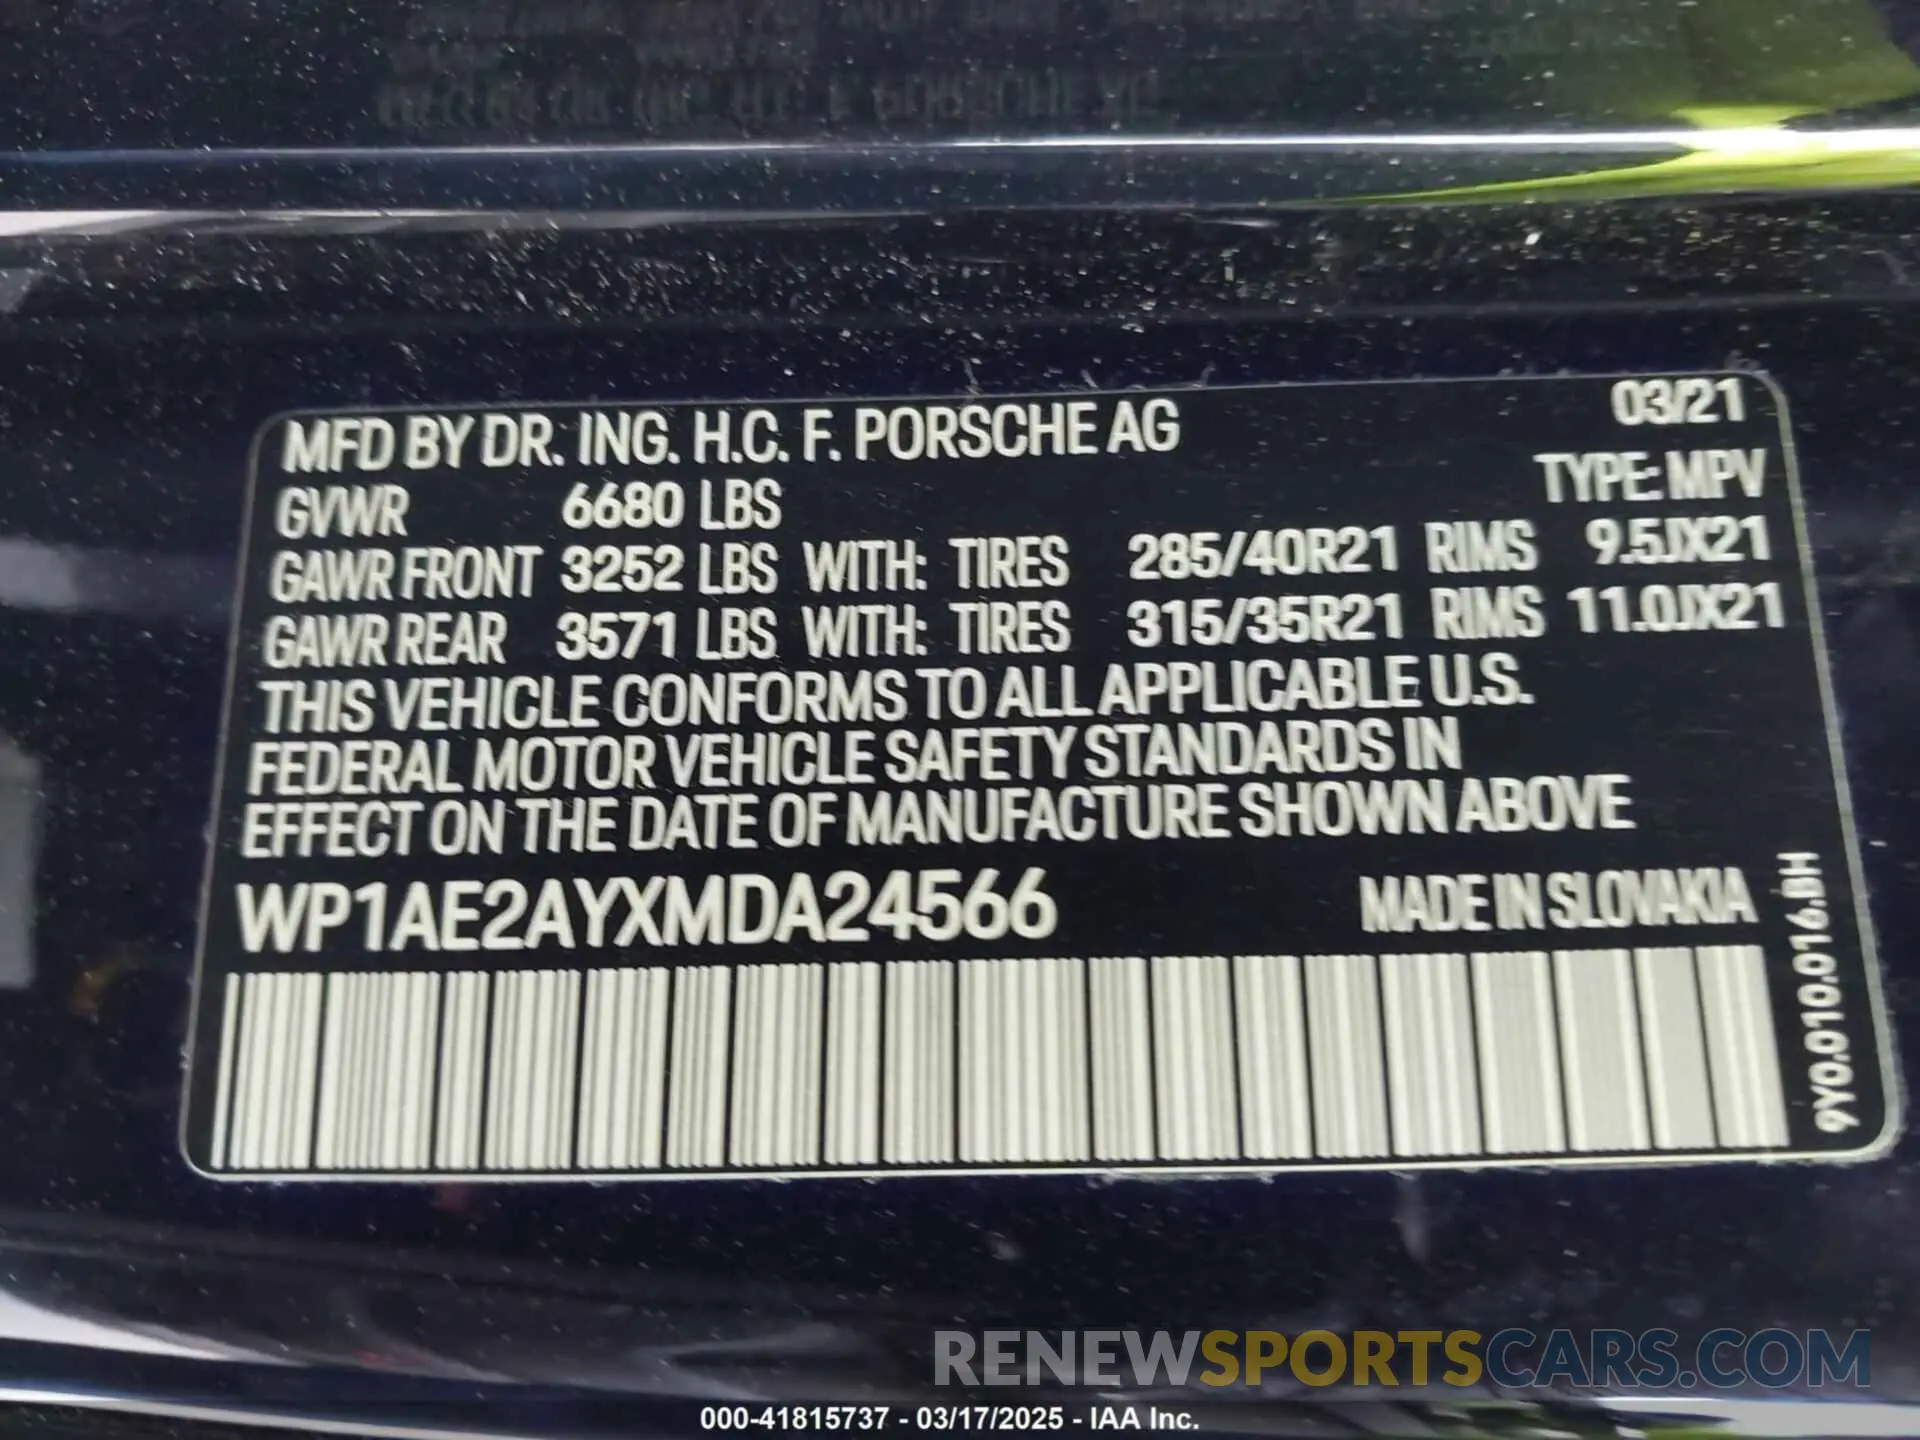 MFD BY DR. ING. H.C. F. PORSCHE AG 03/21
TYPE: MPV
GVWR 6680 LBS
GAWR FRONT 3252 LBS WITH: TIRES 285/40R21 RIMS 9.5JX21
GAWR REAR 3571 LBS WITH: TIRES 315/35R21 RIMS 11.0JX21
THIS VEHICLE CONFORMS TO ALL APPLICABLE U.S.
FEDERAL MOTOR VEHICLE SAFETY STANDARDS IN
EFFECT ON THE DATE OF MANUFACTURE SHOWN ABOVE
WP1AE2AYXMDA24566 MADE IN SLOVAKIA
9Y0.010.016.BH
RENEWSPORTSCARS.COM
000-41815737 - 03/17/2025 - IAA Inc.